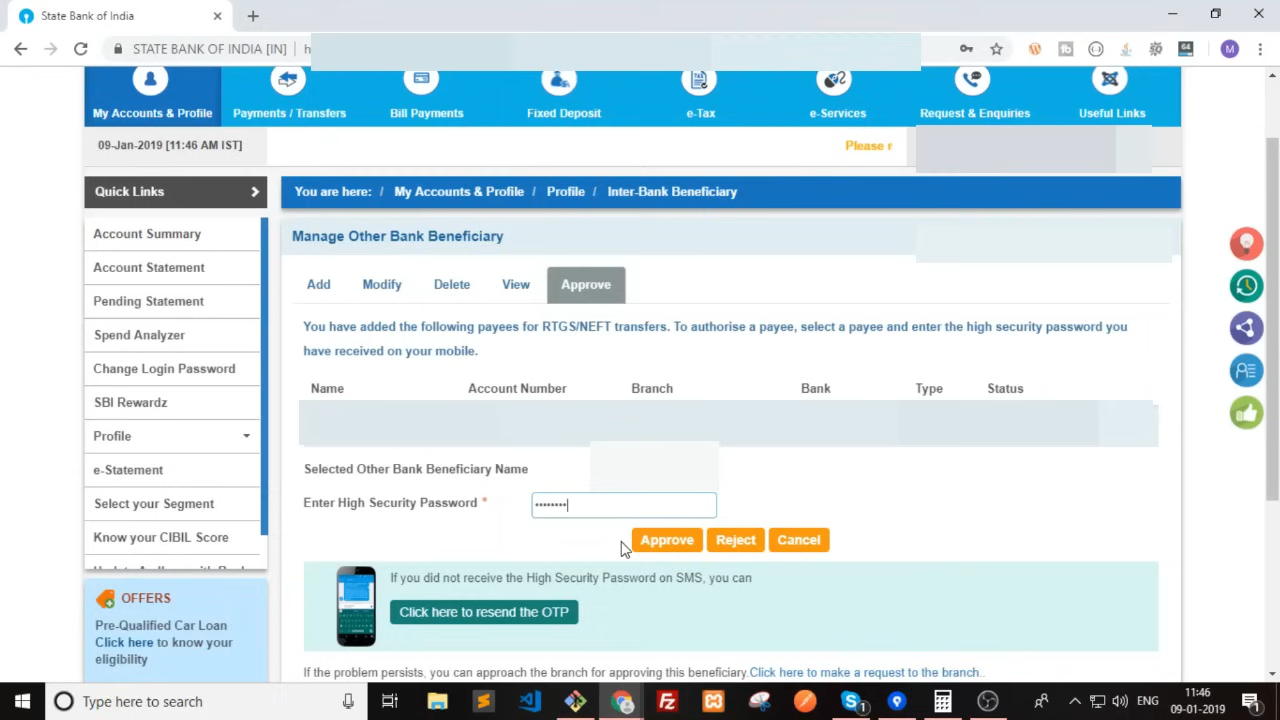 State Bank of India
STATE BANK OF INDIA [IN] h
64
M
My Accounts & Profile
Payments / Transfers
Bill Payments
Fixed Deposit
e-Tax
e-Services
Request & Enquiries
Useful Links
09-Jan-2019 [11:46 AM IST]
Please r
Quick Links
You are here: / My Accounts & Profile / Profile / Inter-Bank Beneficiary
Account Summary
Account Statement
Pending Statement
Spend Analyzer
Change Login Password
SBI Rewardz
Profile
e-Statement
Select your Segment
Know your CIBIL Score
Manage Other Bank Beneficiary
Add
Modify
Delete
View
Approve
You have added the following payees for RTGS/NEFT transfers. To authorise a payee, select a payee and enter the high security password you
have received on your mobile.
Name
Account Number
Branch
Bank
Type
Status
Selected Other Bank Beneficiary Name
Enter High Security Password *
••••••••
Approve
Reject
Cancel
If you did not receive the High Security Password on SMS, you can
Click here to resend the OTP
If the problem persists, you can approach the branch for approving this beneficiary.Click here to make a request to the branch..
OFFERS
Pre-Qualified Car Loan
Click here to know your
eligibility
Type here to search
1
ENG
11:46
09-01-2019
1